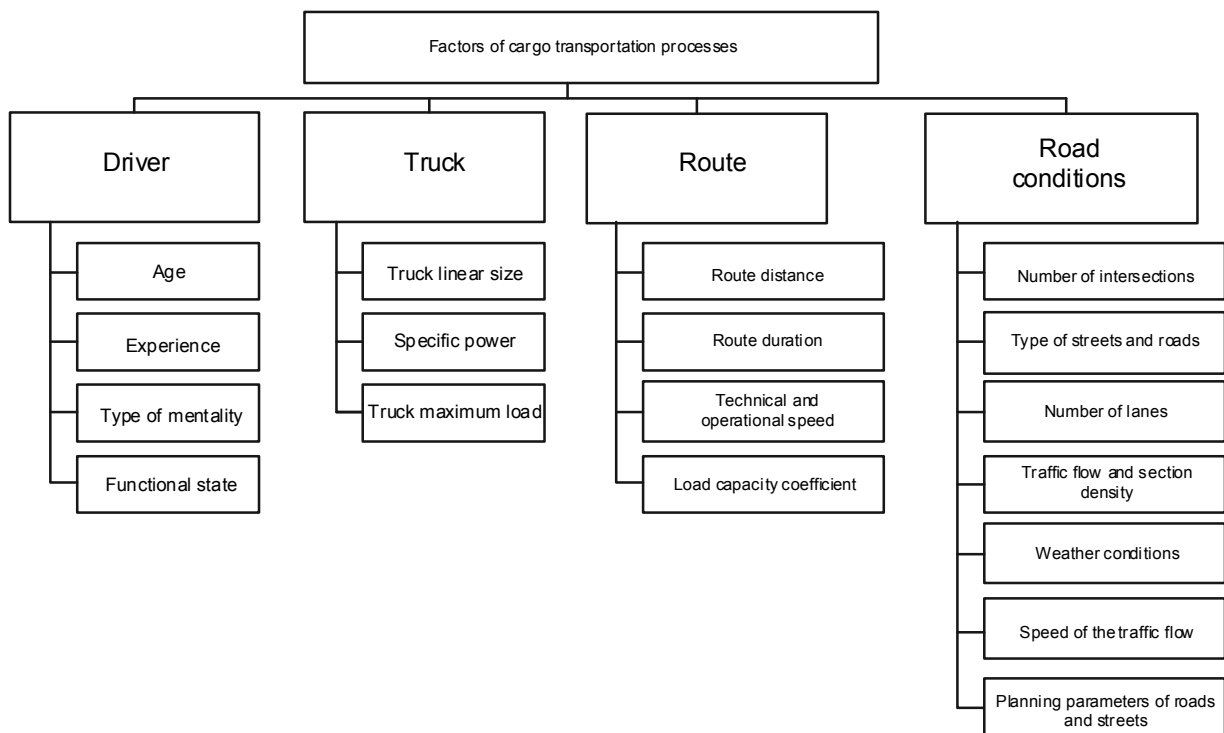 Factors of cargo transportation processes
Driver
Age
Experience
Type of mentality
Functional state
Truck
Truck linear size
Specific power
Truck maximum load
Route
Route distance
Route duration
Technical and
operational speed
Load capacity coefficient
Road
conditions
Number of intersections
Type of streets and roads
Number of lanes
Traffic flow and section
density
Weather conditions
Speed of the traffic flow
Planning parameters of roads
and streets